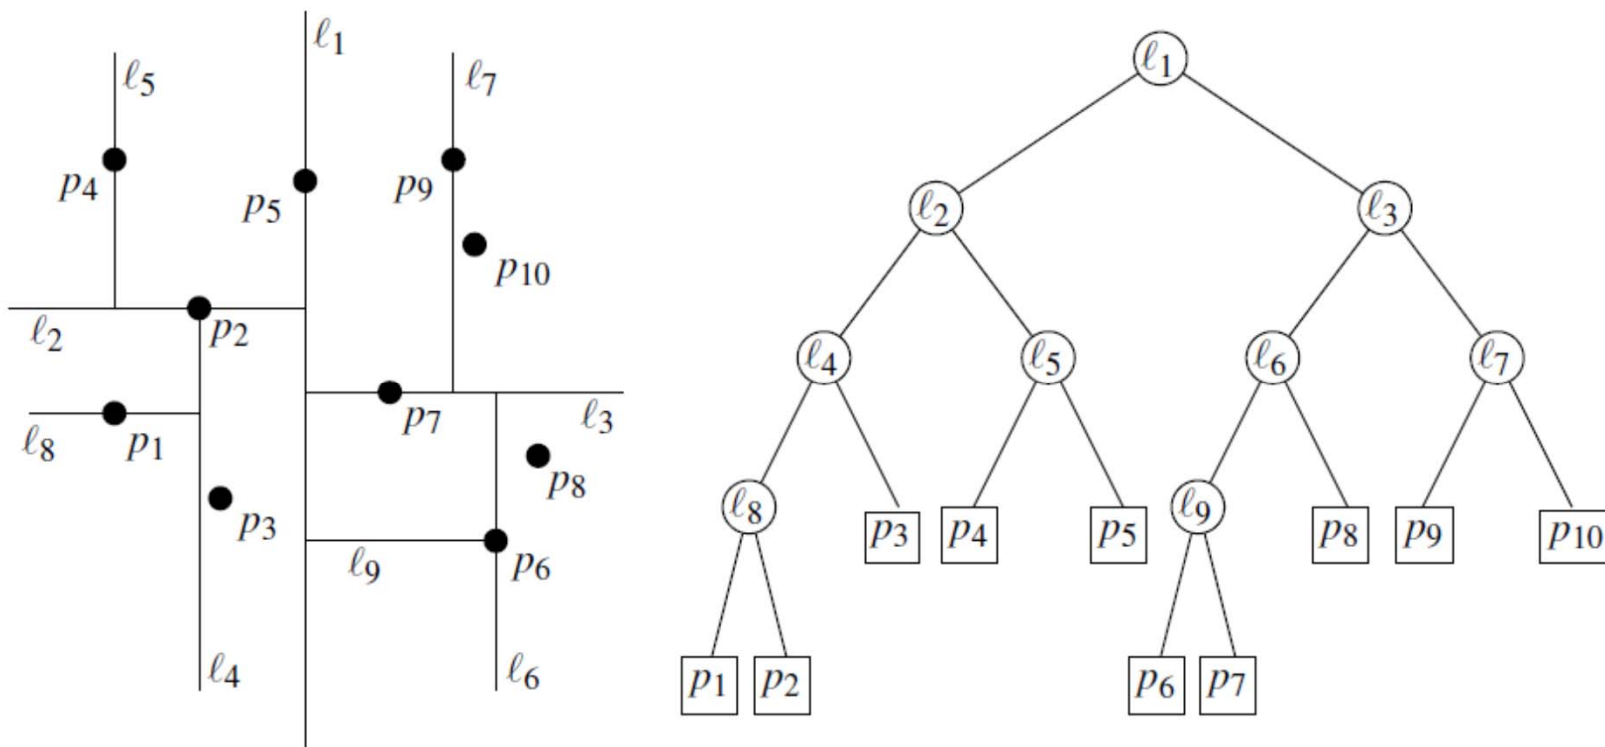 ℓ1
ℓ5
ℓ7
p4
p5
p9
p10
ℓ2
p2
p7
ℓ3
ℓ8
p1
p8
p3
ℓ9
p6
ℓ4
ℓ6
ℓ1
ℓ2 ℓ3
ℓ4 ℓ5 ℓ6 ℓ7
ℓ8 p3 p4 p5 ℓ9 p8 p9 p10
p1 p2 p6 p7